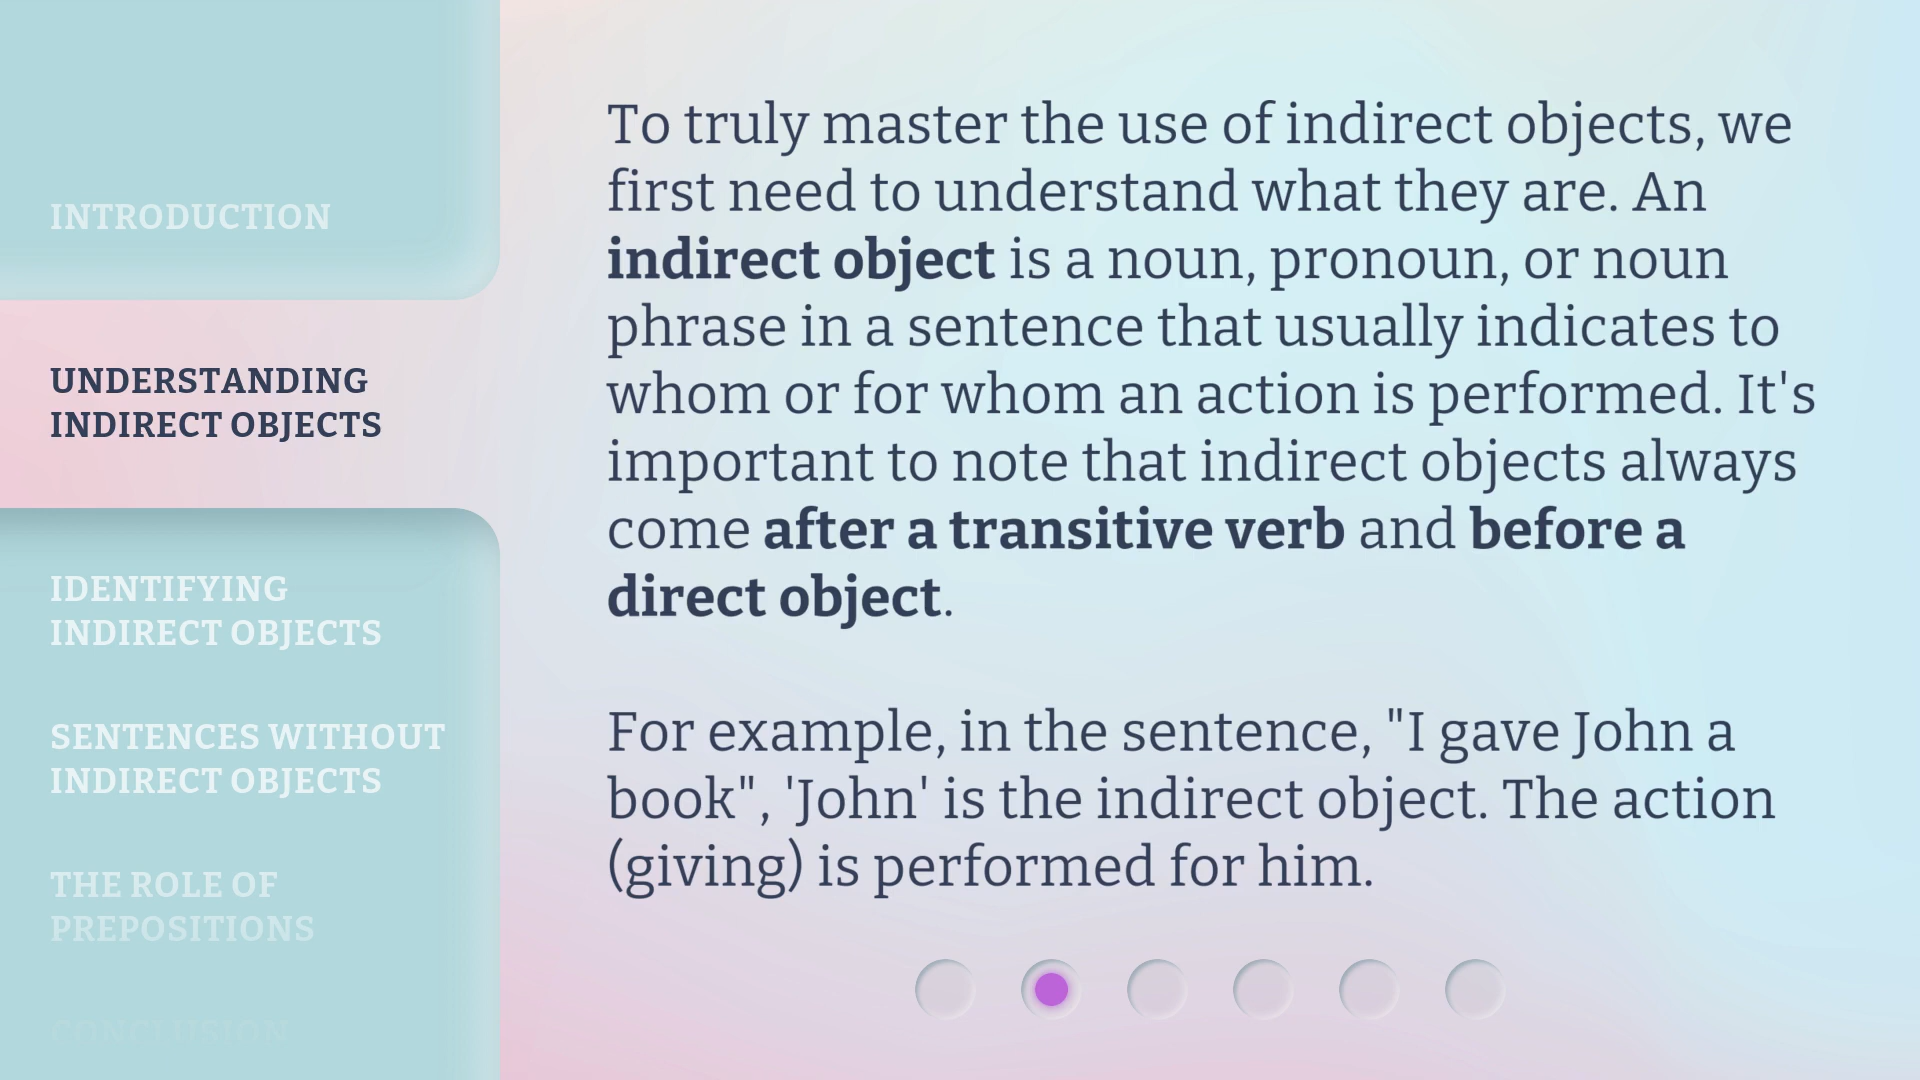 INTRODUCTION
UNDERSTANDING
INDIRECT OBJECTS
IDENTIFYING
INDIRECT OBJECTS
SENTENCES WITHOUT
INDIRECT OBJECTS
THE ROLE OF
PREPOSITIONS
CONCLUSION
To truly master the use of indirect objects, we
first need to understand what they are. An
indirect object is a noun, pronoun, or noun
phrase in a sentence that usually indicates to
whom or for whom an action is performed. It's
important to note that indirect objects always
come after a transitive verb and before a
direct object.
For example, in the sentence, "I gave John a
book", 'John' is the indirect object. The action
(giving) is performed for him.